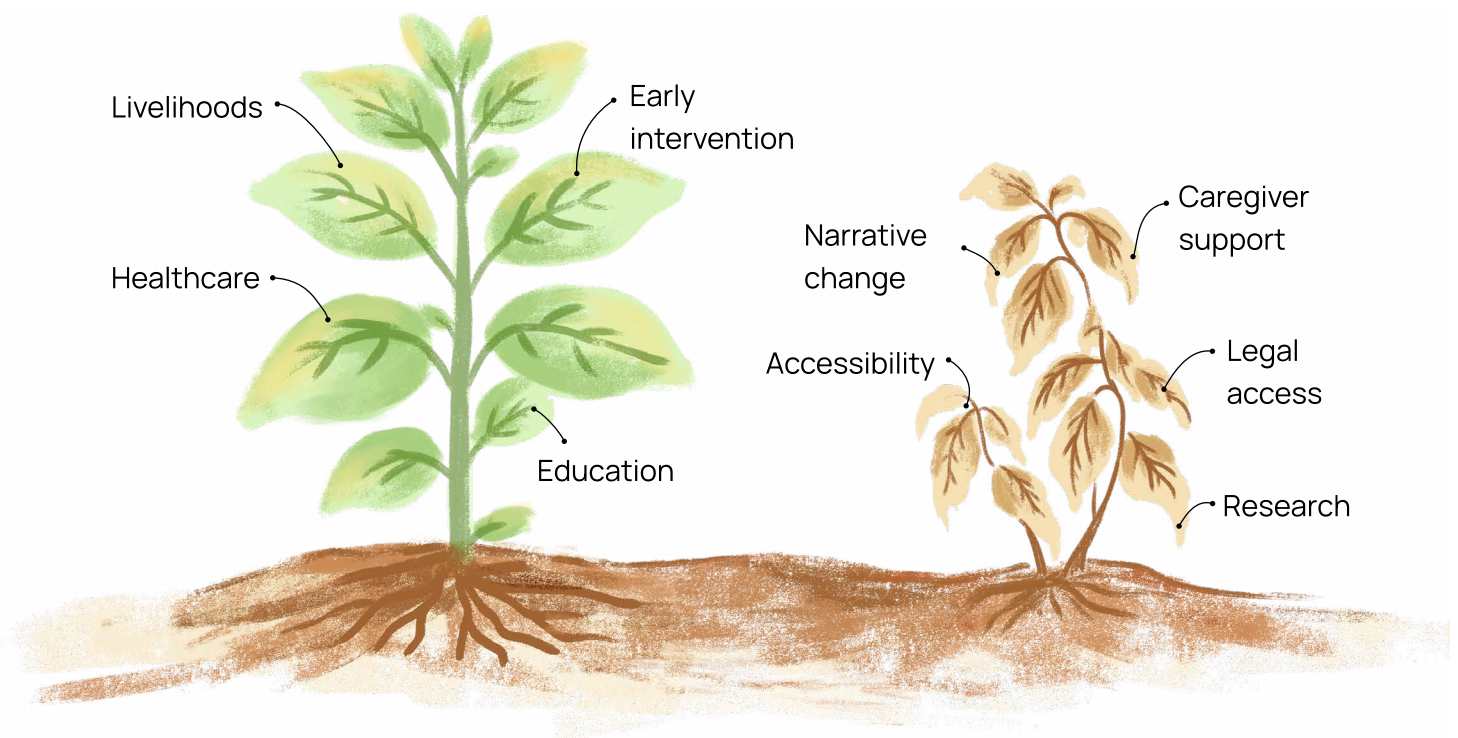 Livelihoods
Early
intervention
Healthcare
Education
Narrative
change
Caregiver
support
Accessibility
Legal
access
Research